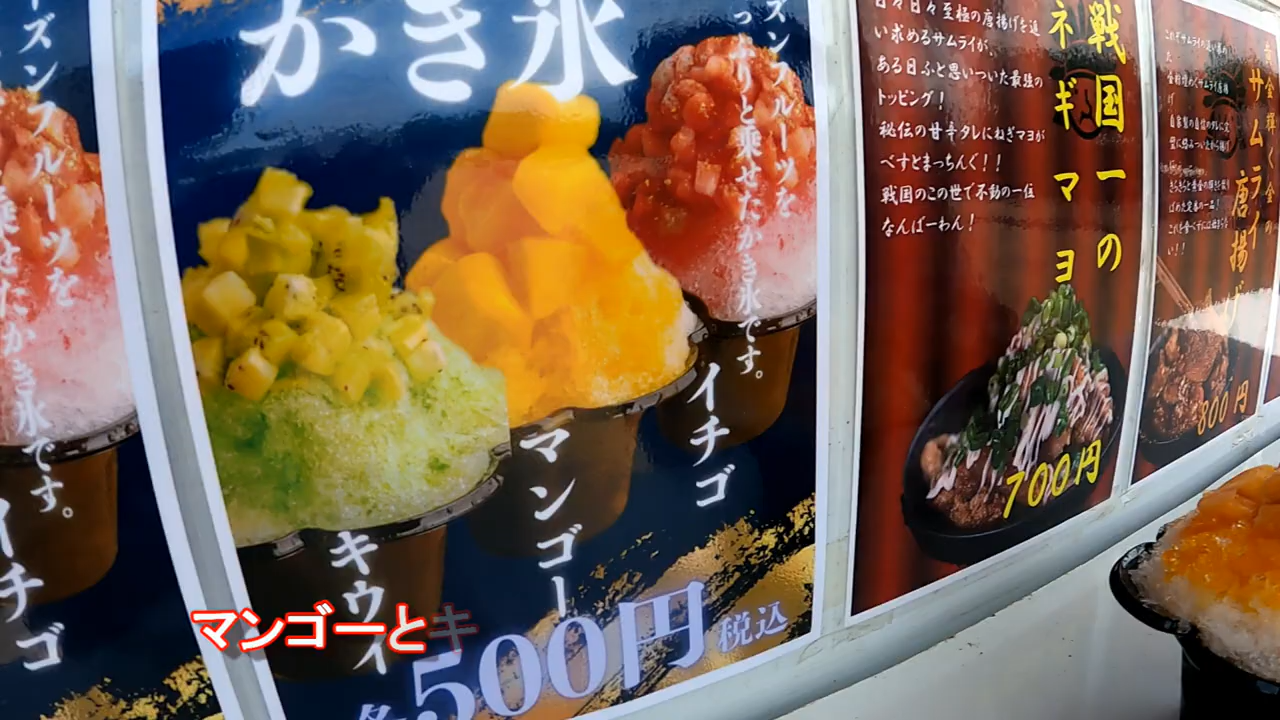 ーズンフルーツを
乗せたかき氷です。
イチゴ
かき氷
ズンフルーツを
っぷりと乗せたかき氷です。
イチゴ
マンゴー
キウイ
各500円税込
戦国一の
ネギマヨ
日々至極の唐揚げを追
い求めるサムライが、
ある日ふと思いついた最強の
トッピング!
秘伝の甘辛タレにねぎマヨが
べすとまっちんぐ!!
戦国のこの世で不動の一位
なんばーわん!
700円
黄金輝く金の
サムライ唐揚げ
800円
マンゴーとキ